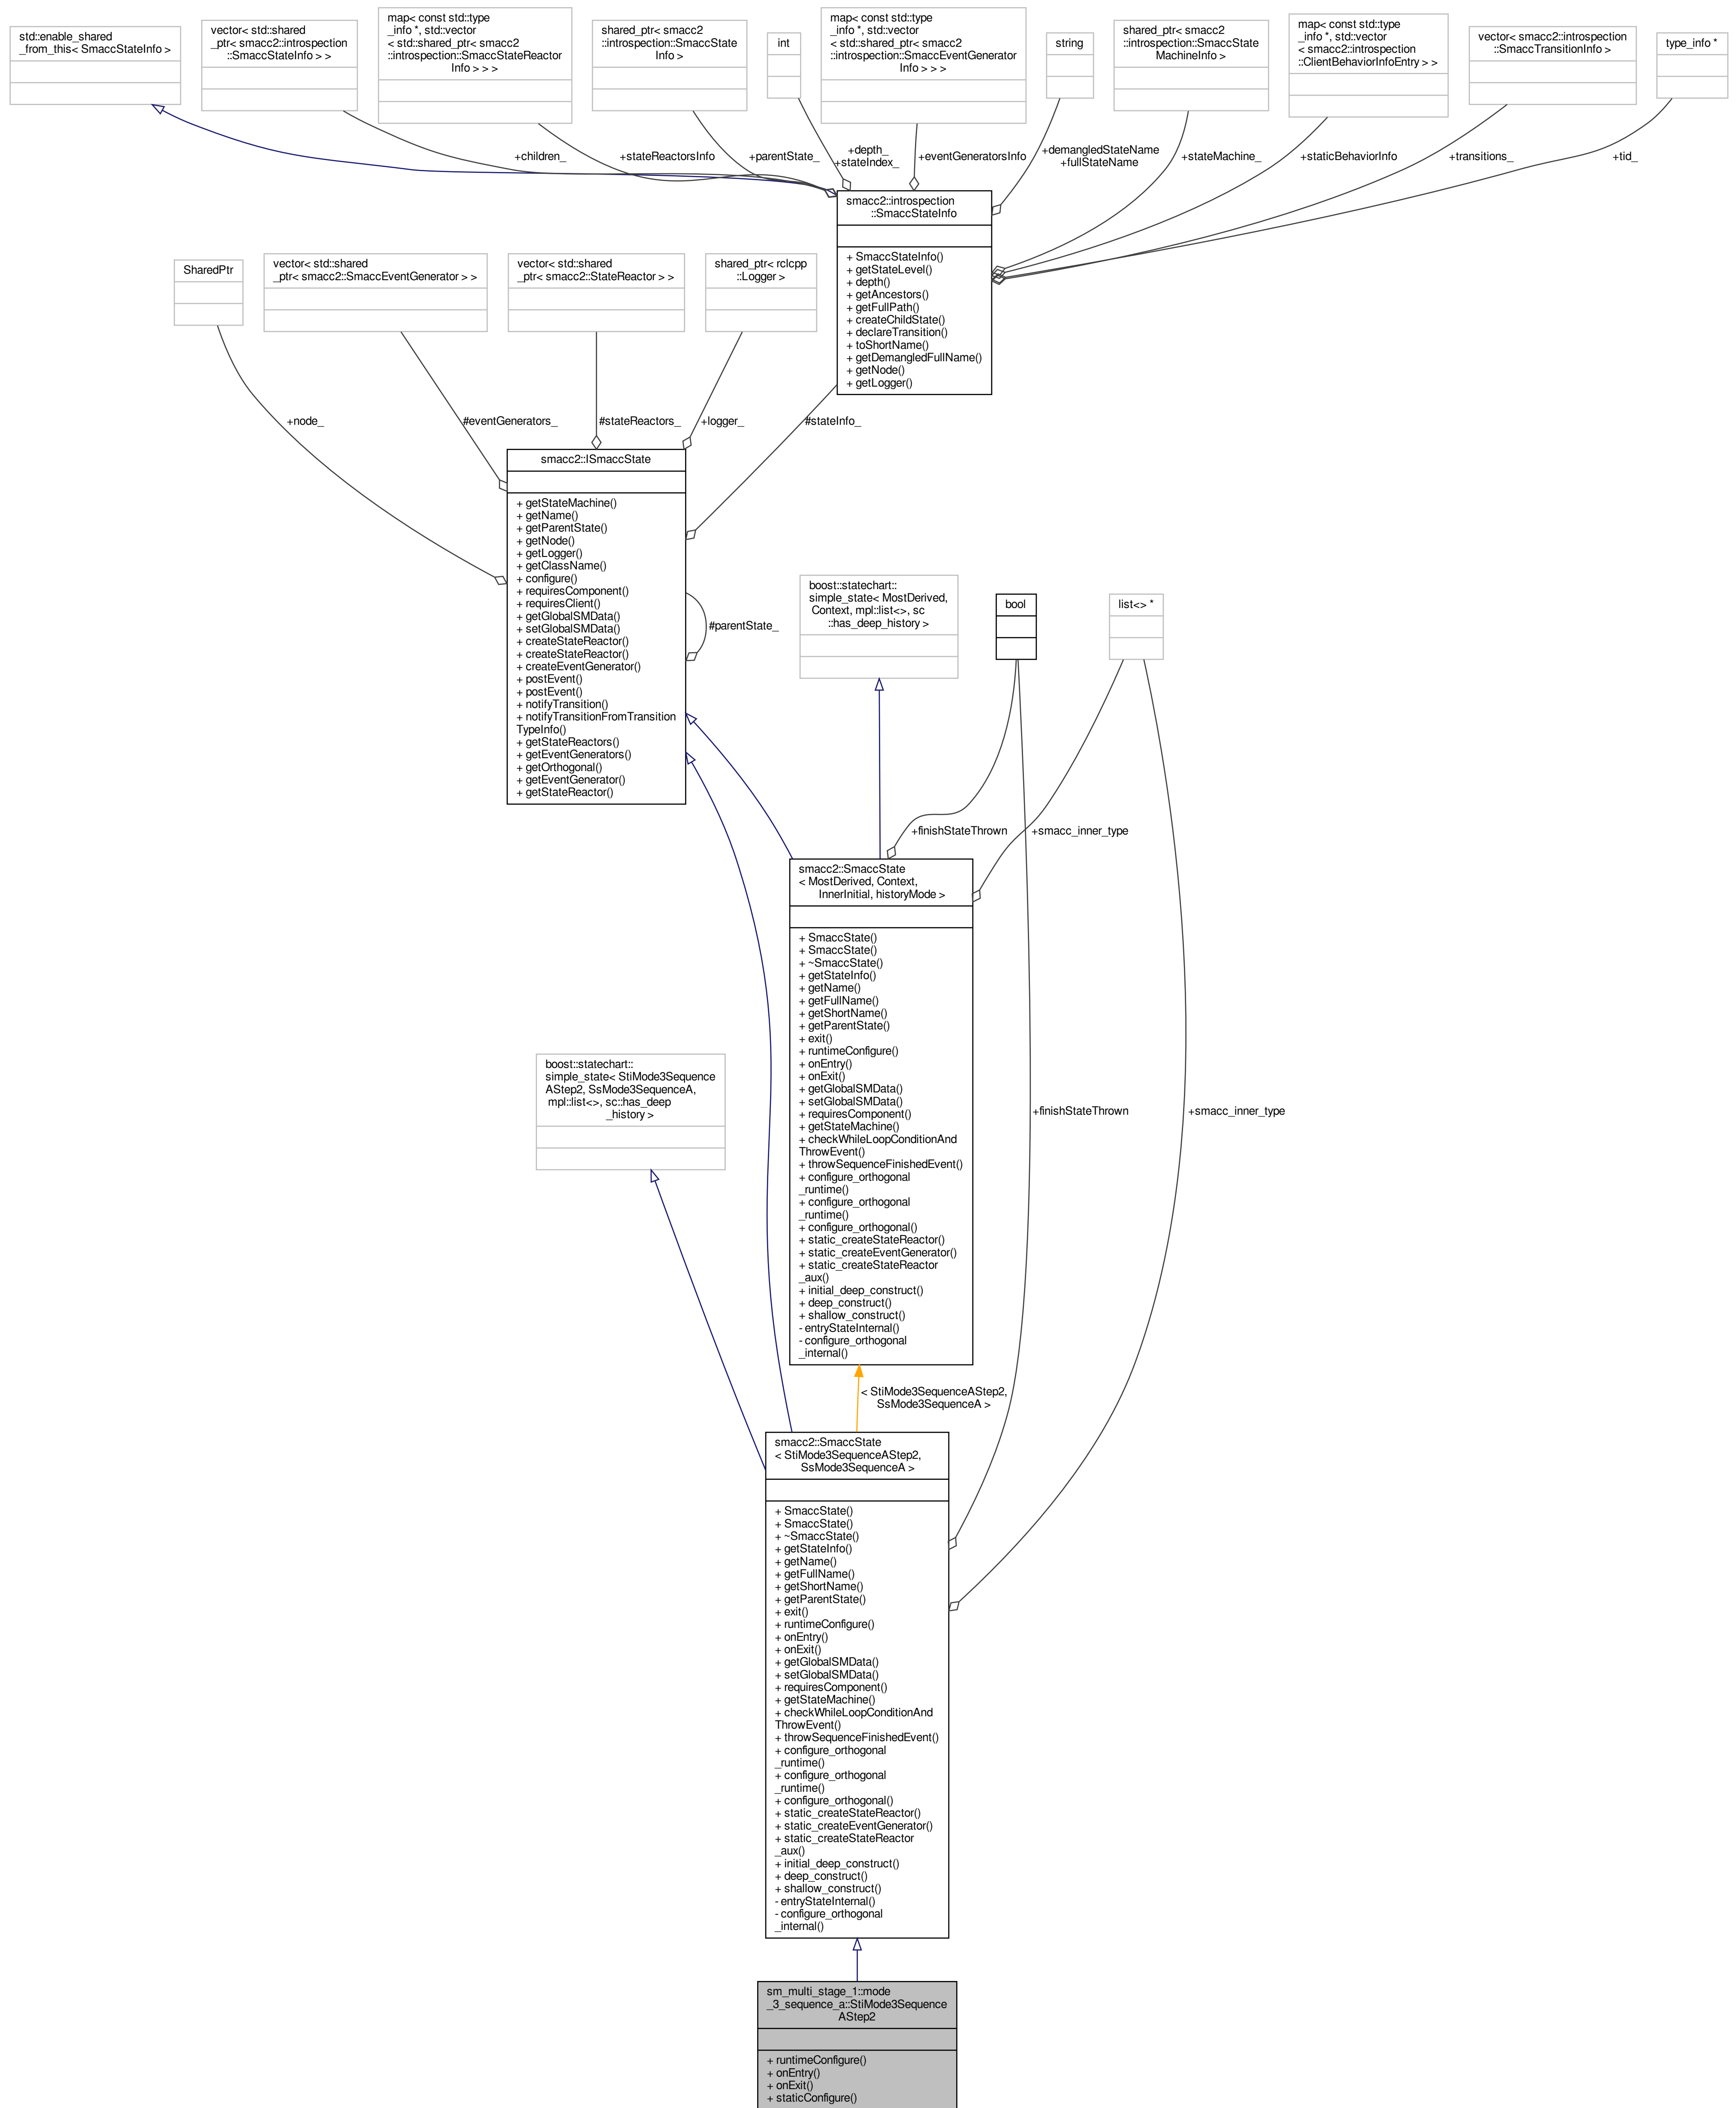 std::enable_shared
_from_this< SmaccStateInfo >
vector< std::shared
_ptr< smacc2::introspection
::SmaccStateInfo > >
map< const std::type
_info *, std::vector
< std::shared_ptr< smacc2
::introspection::SmaccStateReactor
Info > > >
shared_ptr< smacc2
::introspection::SmaccState
Info >
int
map< const std::type
_info *, std::vector
< std::shared_ptr< smacc2
::introspection::SmaccEventGenerator
Info > > >
string
shared_ptr< smacc2
::introspection::SmaccState
MachineInfo >
map< const std::type
_info *, std::vector
< smacc2::introspection
::ClientBehaviorInfoEntry > >
vector< smacc2::introspection
::SmaccTransitionInfo >
type_info *
+children_
+stateReactorsInfo
+parentState_
+depth_
+stateIndex_
+eventGeneratorsInfo
+demangledStateName
+fullStateName
+stateMachine_
+staticBehaviorInfo
+transitions_
+tid_
smacc2::introspection
::SmaccStateInfo
+ SmaccStateInfo()
+ getStateLevel()
+ depth()
+ getAncestors()
+ getFullPath()
+ createChildState()
+ declareTransition()
+ toShortName()
+ getDemangledFullName()
+ getNode()
+ getLogger()
SharedPtr
vector< std::shared
_ptr< smacc2::SmaccEventGenerator > >
vector< std::shared
_ptr< smacc2::StateReactor > >
shared_ptr< rclcpp
::Logger >
+node_
#eventGenerators_
#stateReactors_
+logger_
#stateInfo_
smacc2::ISmaccState
+ getStateMachine()
+ getName()
+ getParentState()
+ getNode()
+ getLogger()
+ getClassName()
+ configure()
+ requiresComponent()
+ requiresClient()
+ getGlobalSMData()
+ setGlobalSMData()
+ createStateReactor()
+ createStateReactor()
+ createEventGenerator()
+ postEvent()
+ postEvent()
+ notifyTransition()
+ notifyTransitionFromTransition
TypeInfo()
+ getStateReactors()
+ getEventGenerators()
+ getOrthogonal()
+ getEventGenerator()
+ getStateReactor()
#parentState_
boost::statechart::
simple_state< MostDerived,
Context, mpl::list<>, sc
::has_deep_history >
bool
list<> *
+finishStateThrown
+smacc_inner_type
smacc2::SmaccState
< MostDerived, Context,
InnerInitial, historyMode >
+ SmaccState()
+ SmaccState()
+ ~SmaccState()
+ getStateInfo()
+ getName()
+ getFullName()
+ getShortName()
+ getParentState()
+ exit()
+ runtimeConfigure()
+ onEntry()
+ onExit()
+ getGlobalSMData()
+ setGlobalSMData()
+ requiresComponent()
+ getStateMachine()
+ checkWhileLoopConditionAnd
ThrowEvent()
+ throwSequenceFinishedEvent()
+ configure_orthogonal
_runtime()
+ configure_orthogonal
_runtime()
+ configure_orthogonal()
+ static_createStateReactor()
+ static_createEventGenerator()
+ static_createStateReactor
_aux()
+ initial_deep_construct()
+ deep_construct()
+ shallow_construct()
- entryStateInternal()
- configure_orthogonal
_internal()
boost::statechart::
simple_state< StiMode3Sequence
AStep2, SsMode3SequenceA,
mpl::list<>, sc::has_deep
_history >
+finishStateThrown
+smacc_inner_type
< StiMode3SequenceAStep2,
SsMode3SequenceA >
smacc2::SmaccState
< StiMode3SequenceAStep2,
SsMode3SequenceA >
+ SmaccState()
+ SmaccState()
+ ~SmaccState()
+ getStateInfo()
+ getName()
+ getFullName()
+ getShortName()
+ getParentState()
+ exit()
+ runtimeConfigure()
+ onEntry()
+ onExit()
+ getGlobalSMData()
+ setGlobalSMData()
+ requiresComponent()
+ getStateMachine()
+ checkWhileLoopConditionAnd
ThrowEvent()
+ throwSequenceFinishedEvent()
+ configure_orthogonal
_runtime()
+ configure_orthogonal
_runtime()
+ configure_orthogonal()
+ static_createStateReactor()
+ static_createEventGenerator()
+ static_createStateReactor
_aux()
+ initial_deep_construct()
+ deep_construct()
+ shallow_construct()
- entryStateInternal()
- configure_orthogonal
_internal()
sm_multi_stage_1::mode
_3_sequence_a::StiMode3Sequence
AStep2
+ runtimeConfigure()
+ onEntry()
+ onExit()
+ staticConfigure()